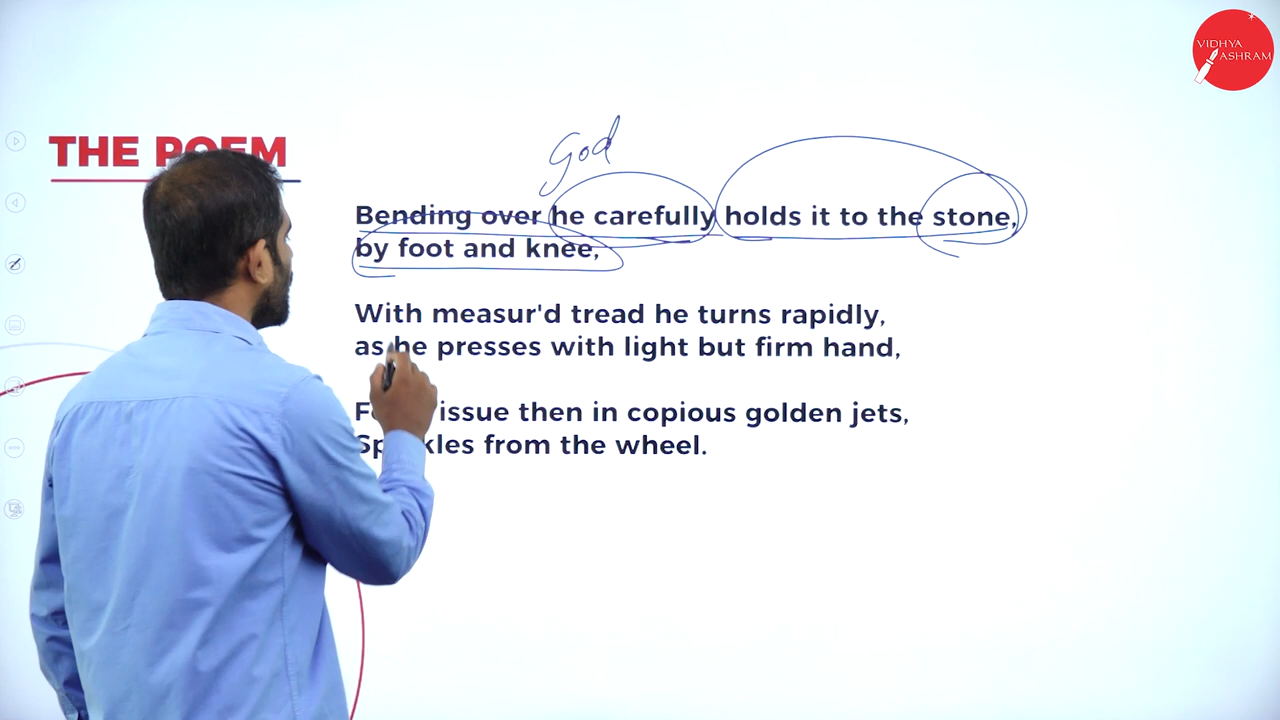 VIDHYA
ASHRAM
THE POEM
god
Bending over he carefully holds it to the stone,
by foot and knee,
With measur'd tread he turns rapidly,
as he presses with light but firm hand,
issue then in copious golden jets,
from the wheel.